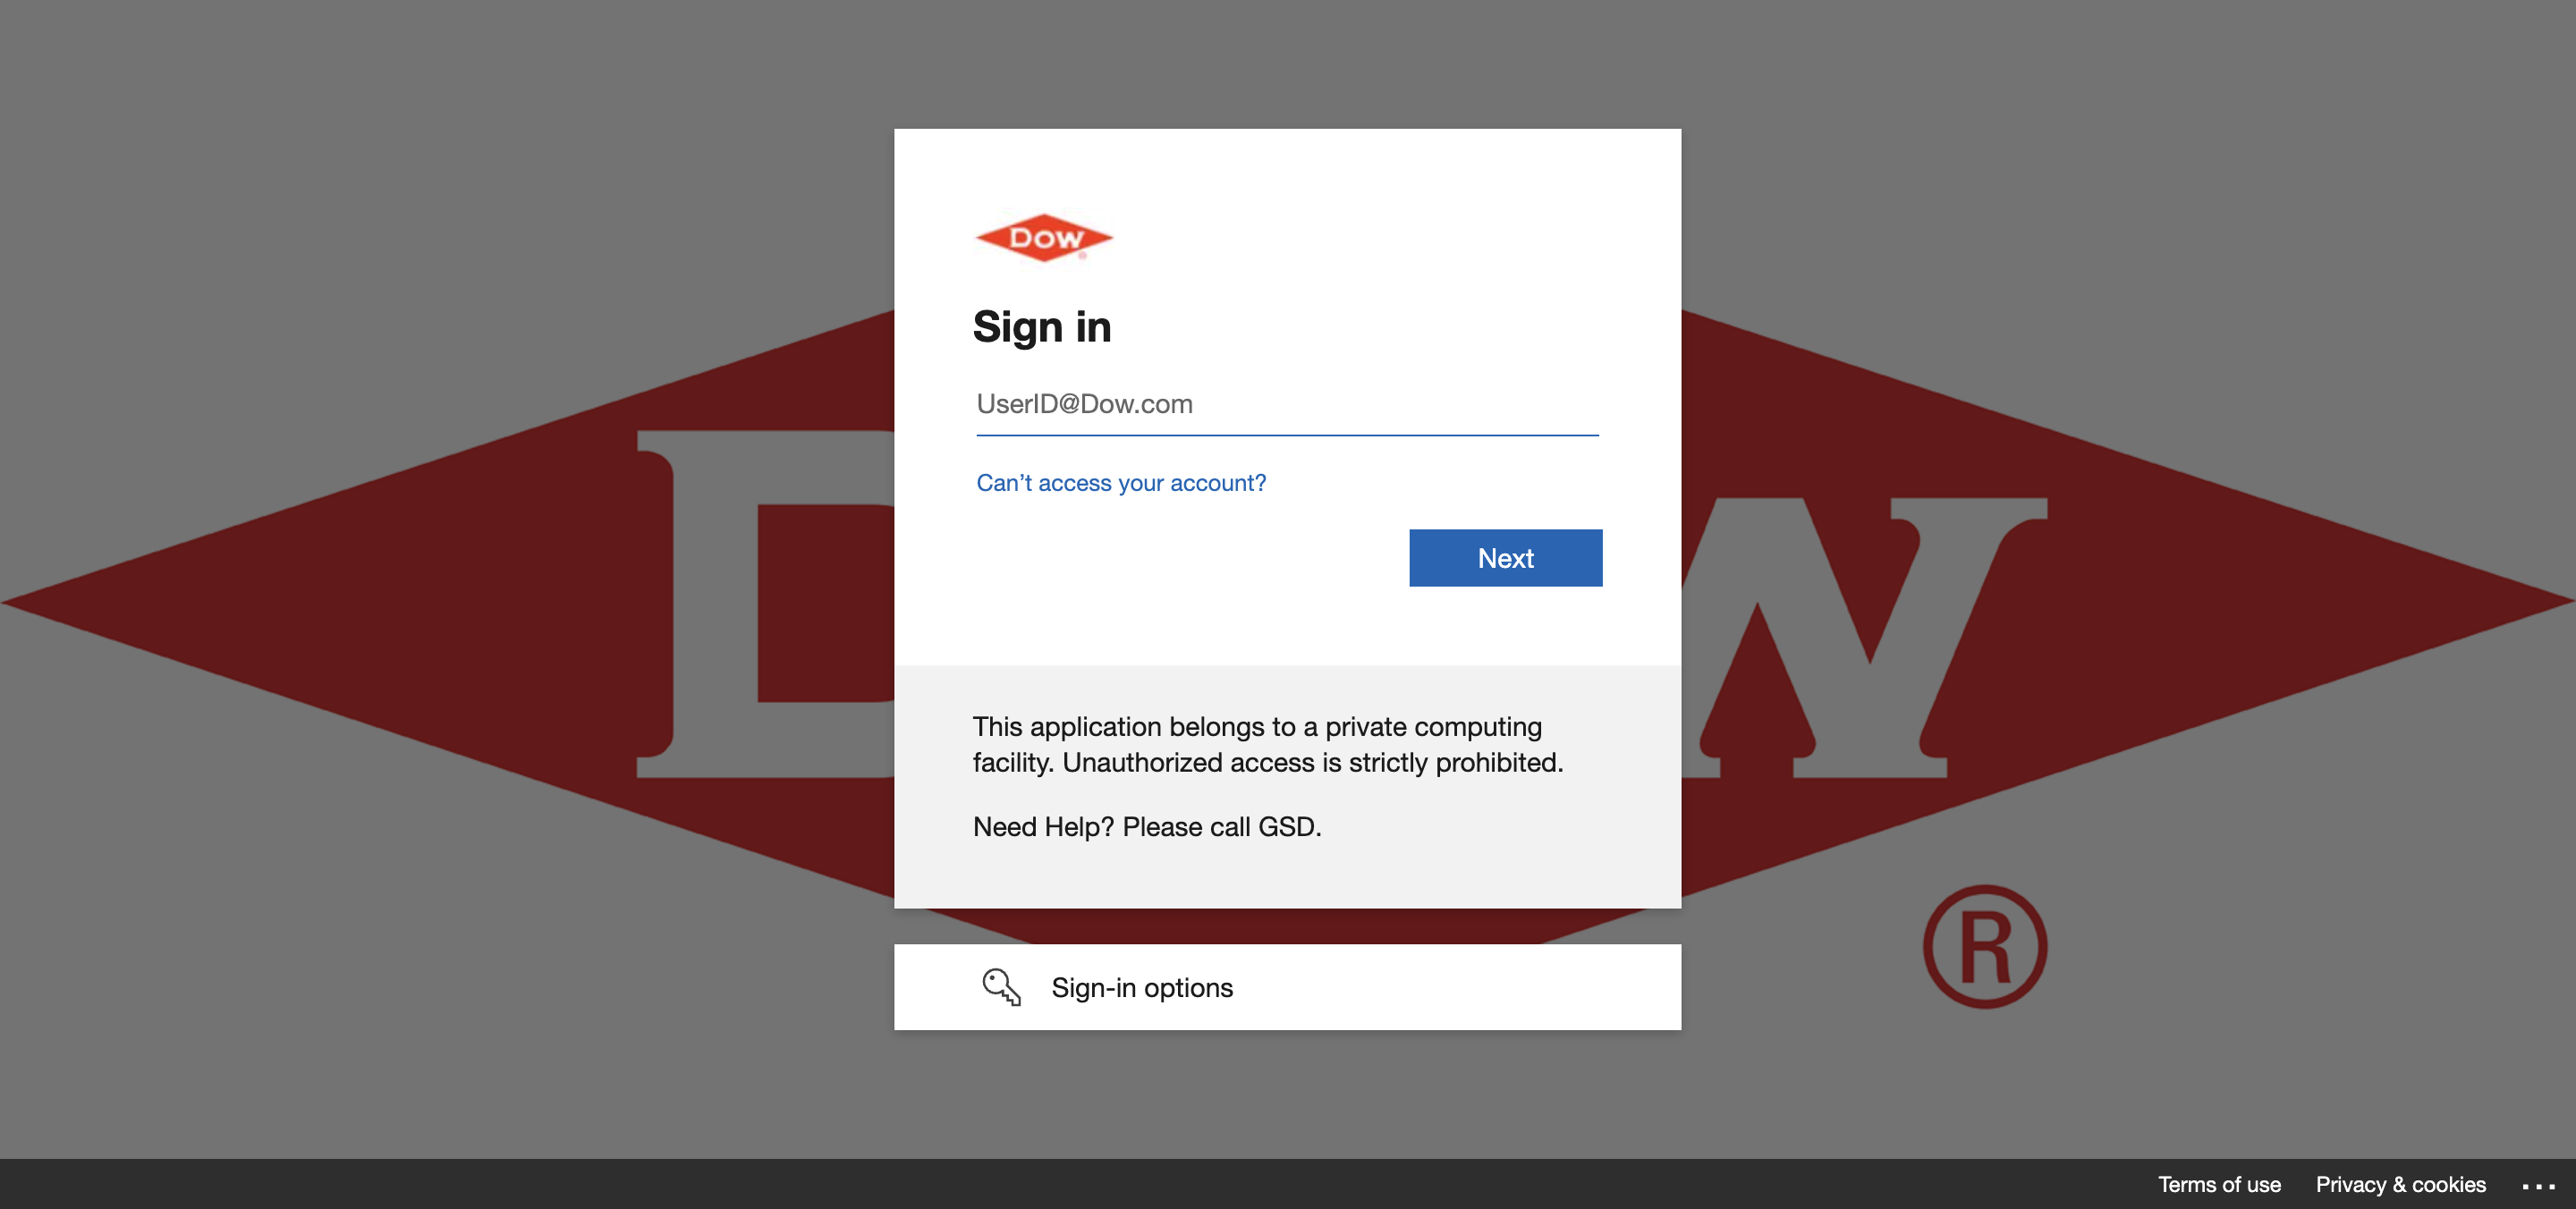 Dow
Sign in
UserID@Dow.com
Can't access your account?
Next
This application belongs to a private computing
facility. Unauthorized access is strictly prohibited.
Need Help? Please call GSD.
Sign-in options
D W
®
Terms of use Privacy & cookies ...